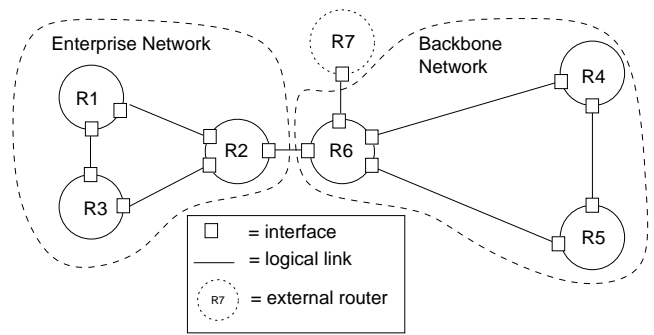 Enterprise Network
R7
Backbone
Network
R4
R1
R2
R6
R3
R5
= interface
= logical link
R7 = external router